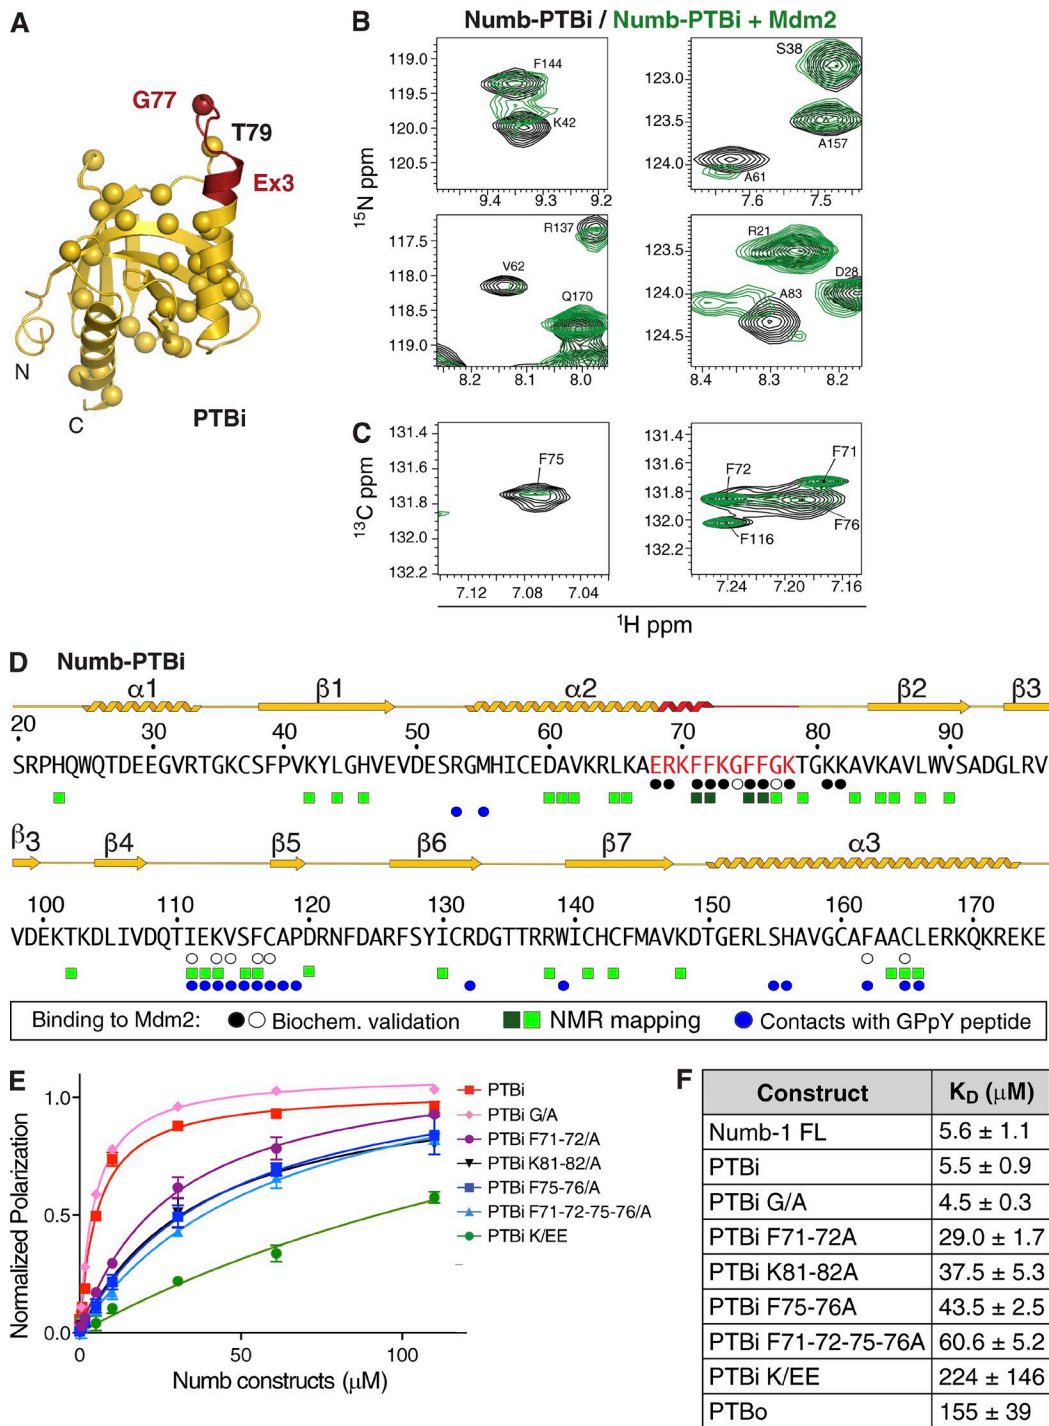 A
G77
T79
Ex3
N
C
PTBi
B
Numb-PTBi / Numb-PTBi + Mdm2
15N ppm
119.0
119.5
120.0
120.5
F144
K42
9.4
9.3
9.2
123.0
123.5
124.0
S38
A157
A61
7.6
7.5
117.5
118.0
118.5
119.0
R137
V62
Q170
8.2
8.1
8.0
123.5
124.0
124.5
R21
D28
A83
8.4
8.3
8.2
C
13C ppm
131.4
131.6
131.8
132.0
132.2
F75
7.12
7.08
7.04
131.4
131.6
131.8
132.0
132.2
F71
F72
F76
F116
7.24
7.20
7.16
1H ppm
D Numb-PTBi
α1 β1 α2 β2 β3
20 30 40 50 60 70 80 90
SRPHQWQTDEEGVRTGKCSFPVKYLGHVEVDESRGMHICEDAVKRLKAERKFFKGFFGKTGKKAVKAVLWVSADGLRV
β3 β4 β5 β6 β7 α3
100 110 120 130 140 150 160 170
VDEKTKDLIVDQTIEKVSFCAPDRNFDARFSYICRDGTTRRWICHCFMAVKDTGERLSHAVGCAFAACLERKQKREKE
Binding to Mdm2: Biochem. validation NMR mapping Contacts with GPpY peptide
E
Normalized Polarization
1.0
0.5
0.0
0 50 100
Numb constructs (μM)
PTBi
PTBi G/A
PTBi F71-72/A
PTBi K81-82/A
PTBi F75-76/A
PTBi F71-72-75-76/A
PTBi K/EE
F
Construct KD (μM)
Numb-1 FL 5.6 ± 1.1
PTBi 5.5 ± 0.9
PTBi G/A 4.5 ± 0.3
PTBi F71-72A 29.0 ± 1.7
PTBi K81-82A 37.5 ± 5.3
PTBi F75-76A 43.5 ± 2.5
PTBi F71-72-75-76A 60.6 ± 5.2
PTBi K/EE 224 ± 146
PTBo 155 ± 39